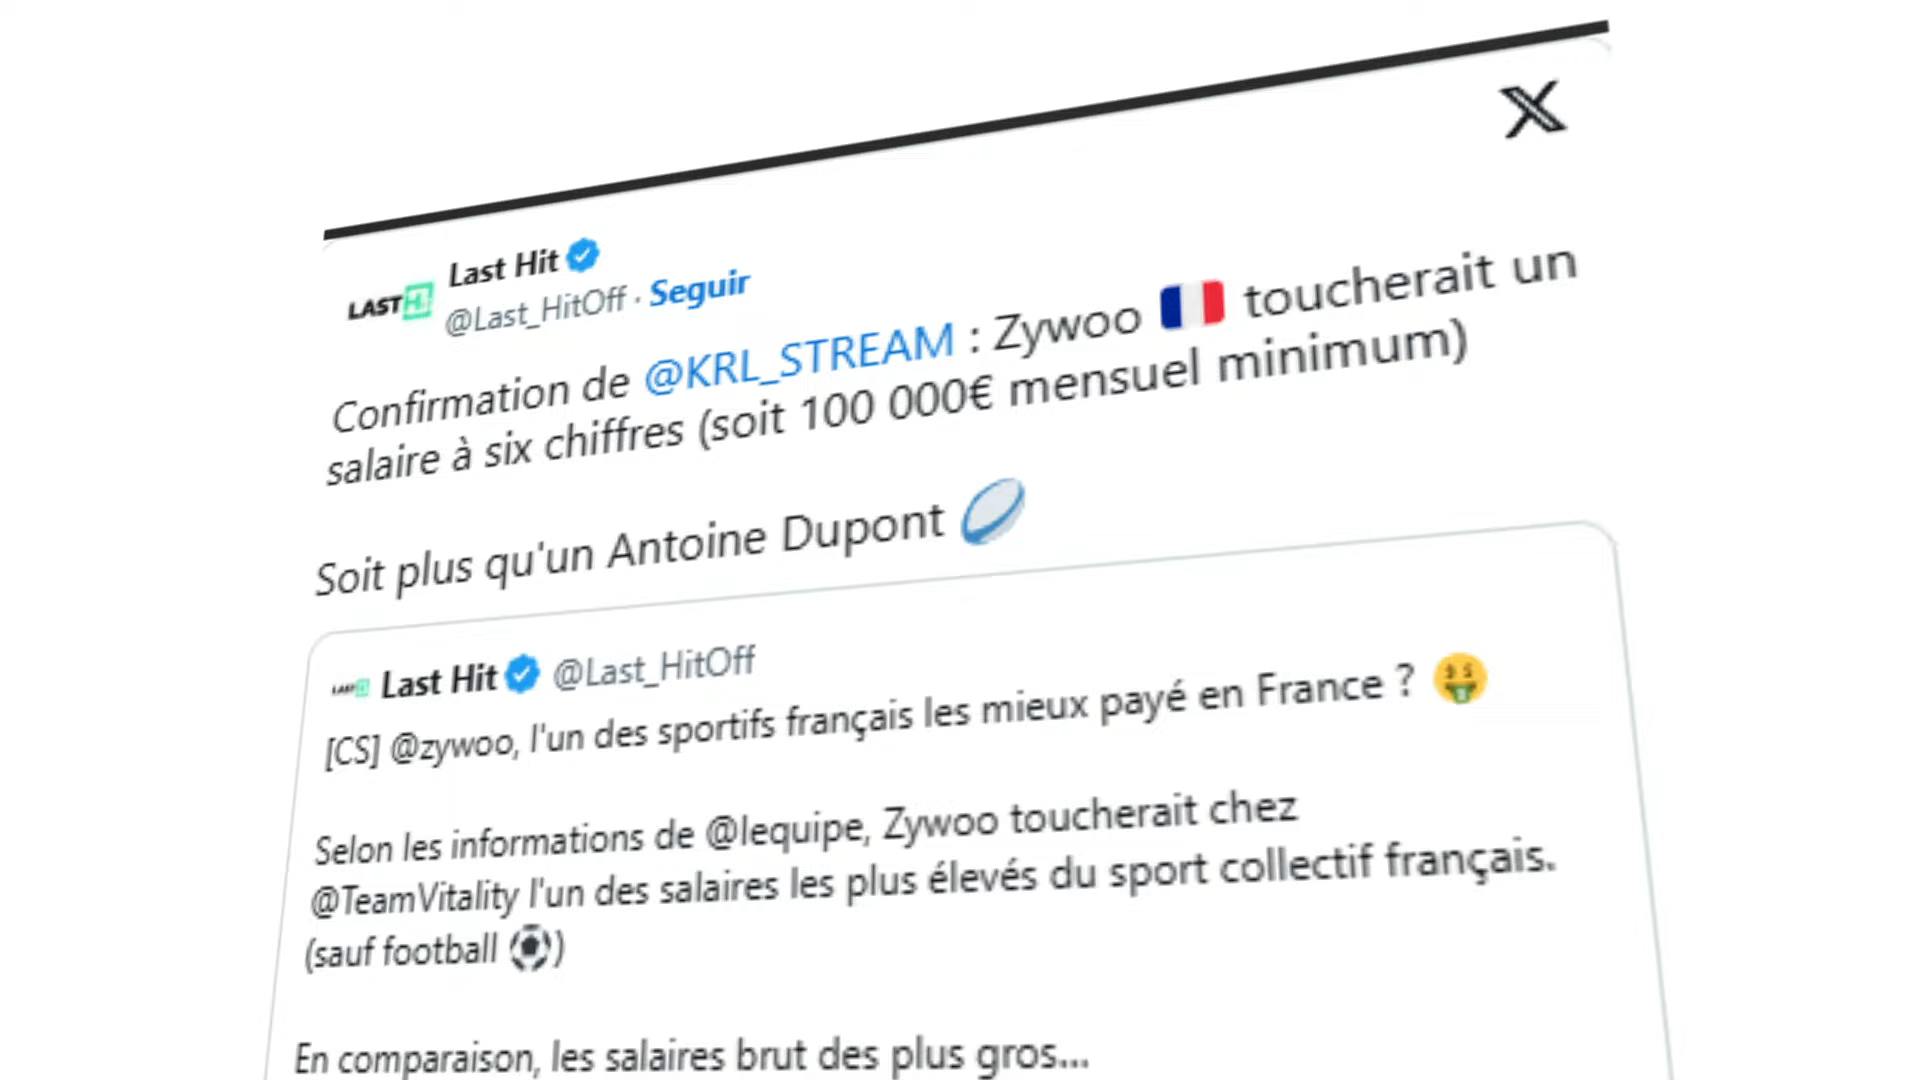 Last Hit
LAST H!
@Last_HitOff · Seguir
Confirmation de @KRL_STREAM : Zywoo 🇫🇷 toucherait un
salaire à six chiffres (soit 100 000€ mensuel minimum)
Soit plus qu'un Antoine Dupont 🏉
Last Hit @Last_HitOff
[CS] @zywoo, l'un des sportifs français les mieux payé en France ? 🤑
Selon les informations de @lequipe, Zywoo toucherait chez
@TeamVitality l'un des salaires les plus élevés du sport collectif français.
(sauf football ⚽)
En comparaison, les salaires brut des plus gros...